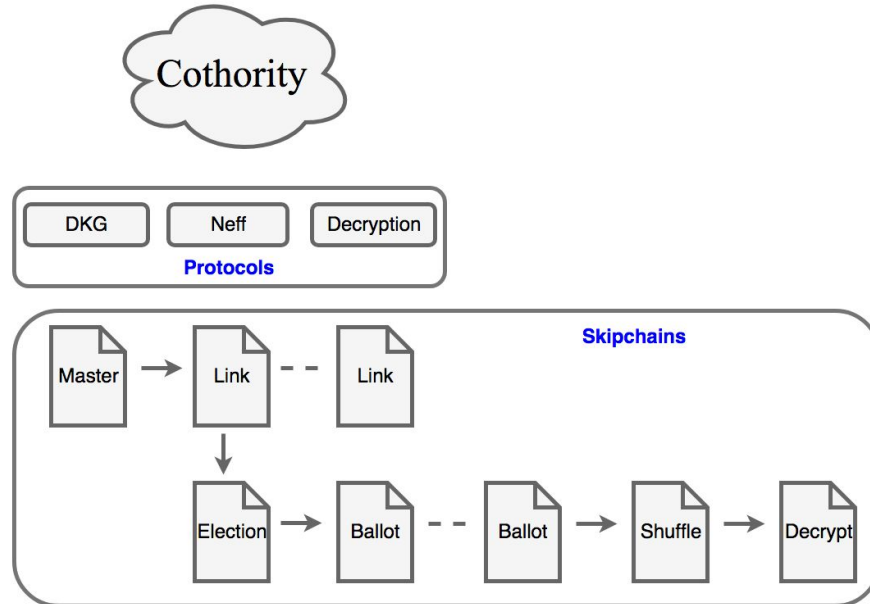 Cothority
DKG
Neff
Decryption
Protocols
Skipchains
Master
Link
Link
Election
Ballot
Ballot
Shuffle
Decrypt